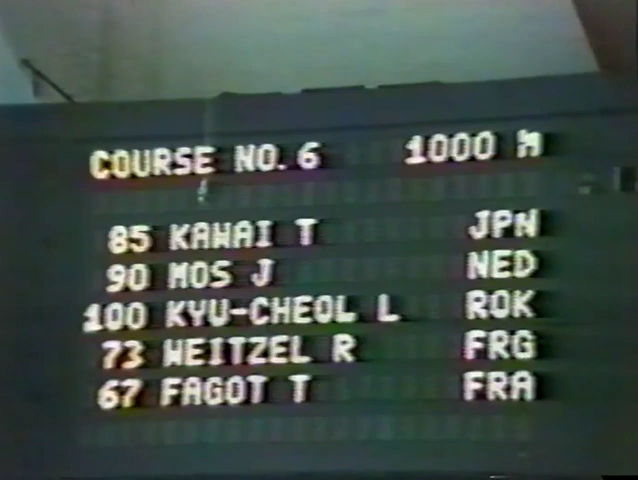 COURSE NO. 6 1000 M
85 KAWAI T JPN
90 MOS J NED
100 KYU-CHEOL L ROK
73 WEITZEL R FRG
67 FAGOT T FRA